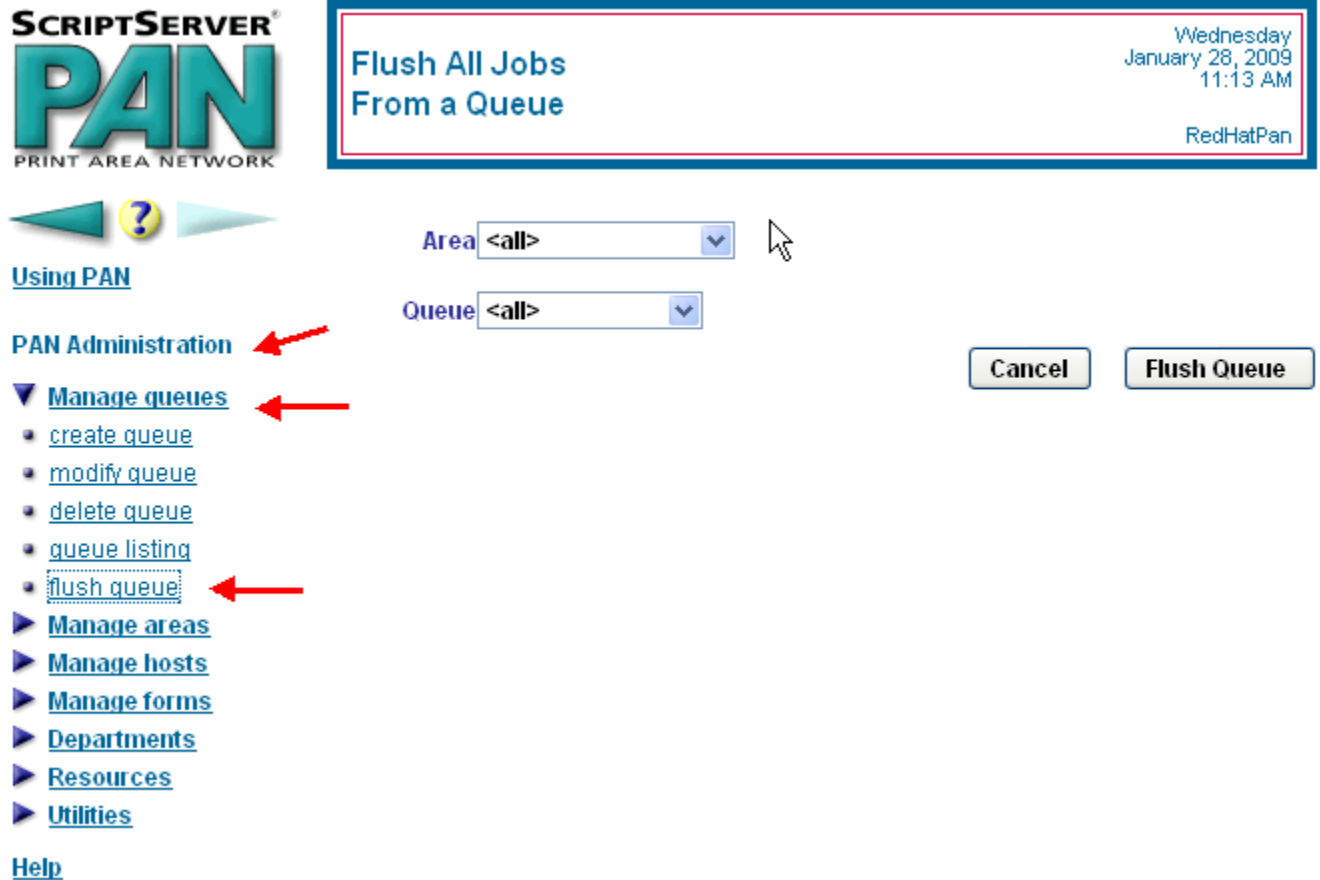 SCRIPTSERVER®
PAN
PRINT AREA NETWORK
Flush All Jobs
From a Queue
Wednesday
January 28, 2009
11:13 AM
RedHatPan
?
Using PAN
PAN Administration
Manage queues
create queue
modify queue
delete queue
queue listing
flush queue
Manage areas
Manage hosts
Manage forms
Departments
Resources
Utilities
Help
Area <all>
Queue <all>
Cancel Flush Queue